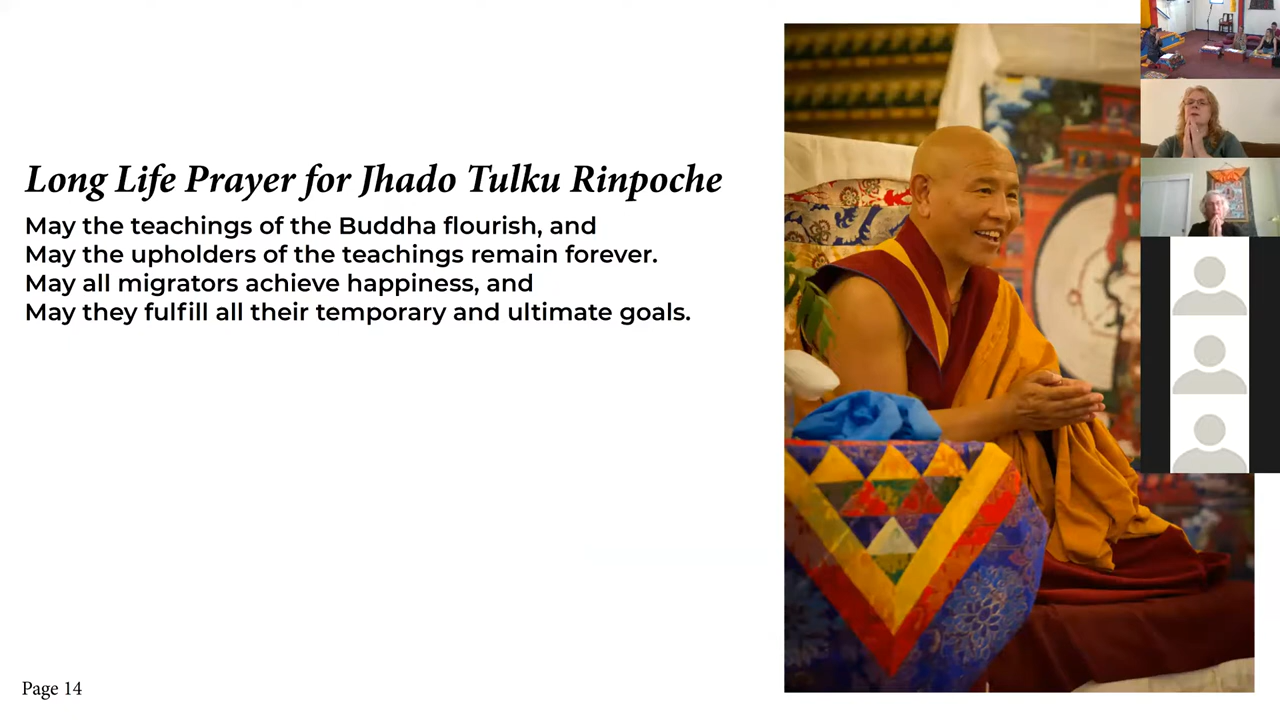 Long Life Prayer for Jhado Tulku Rinpoche
May the teachings of the Buddha flourish, and
May the upholders of the teachings remain forever.
May all migrators achieve happiness, and
May they fulfill all their temporary and ultimate goals.
Page 14